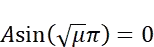 Asin(√μπ) = 0